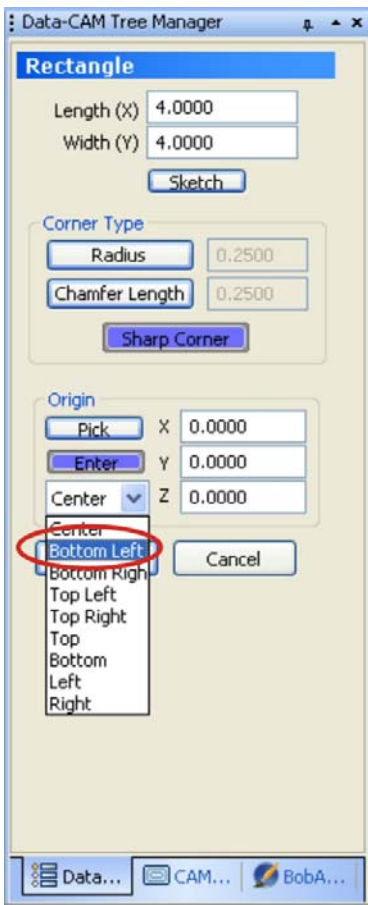 Data-CAM Tree Manager
Rectangle
Length (X) 4.0000
Width (Y) 4.0000
Sketch
Corner Type
Radius 0.2500
Chamfer Length 0.2500
Sharp Corner
Origin
Pick X 0.0000
Enter Y 0.0000
Center Z 0.0000
Center
Bottom Left
Cancel
Bottom Righ
Top Left
Top Right
Top
Bottom
Left
Right
Data... CAM... BobA...